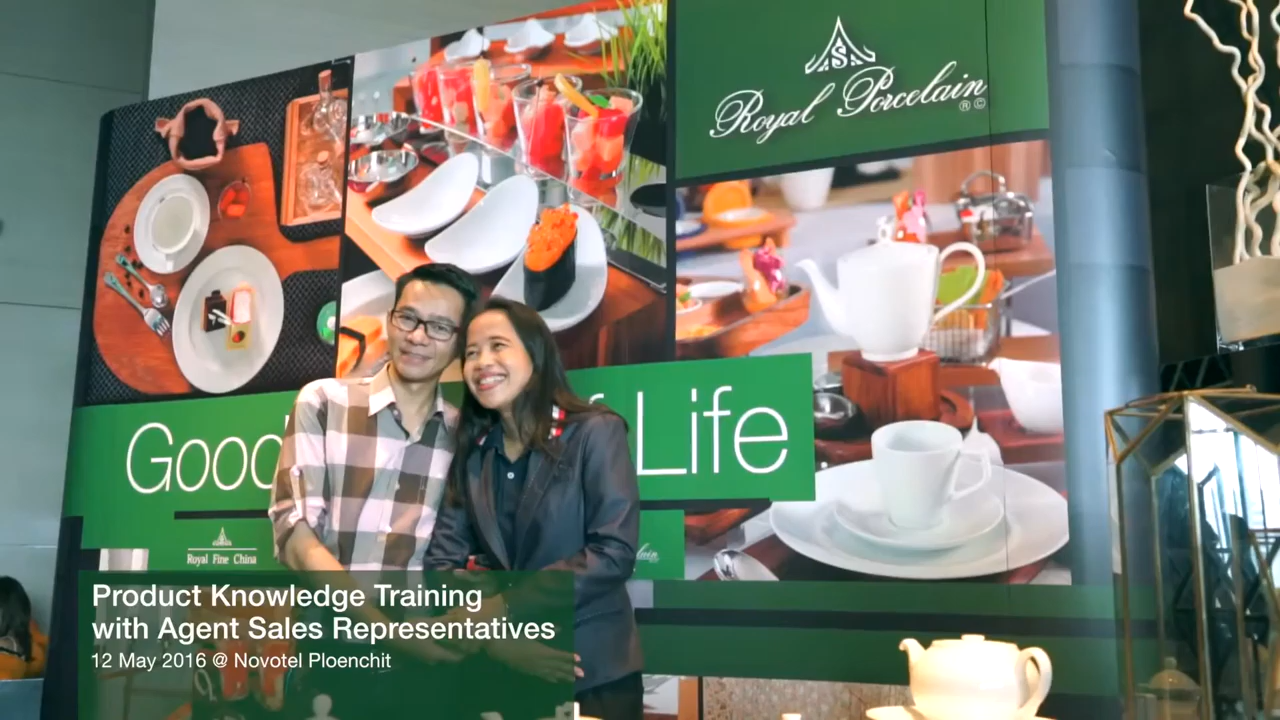 S
Royal Porcelain ®©
Good
f Life
Royal Fine China
Product Knowledge Training
with Agent Sales Representatives
12 May 2016 @ Novotel Ploenchit